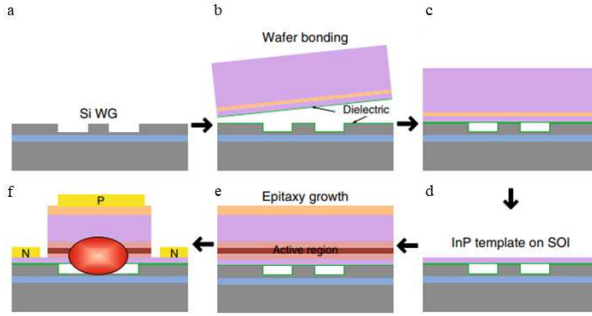 a
b
c
Wafer bonding
Si WG
Dielectric
f
e
d
P
Epitaxy growth
N
N
Active region
InP template on SOI